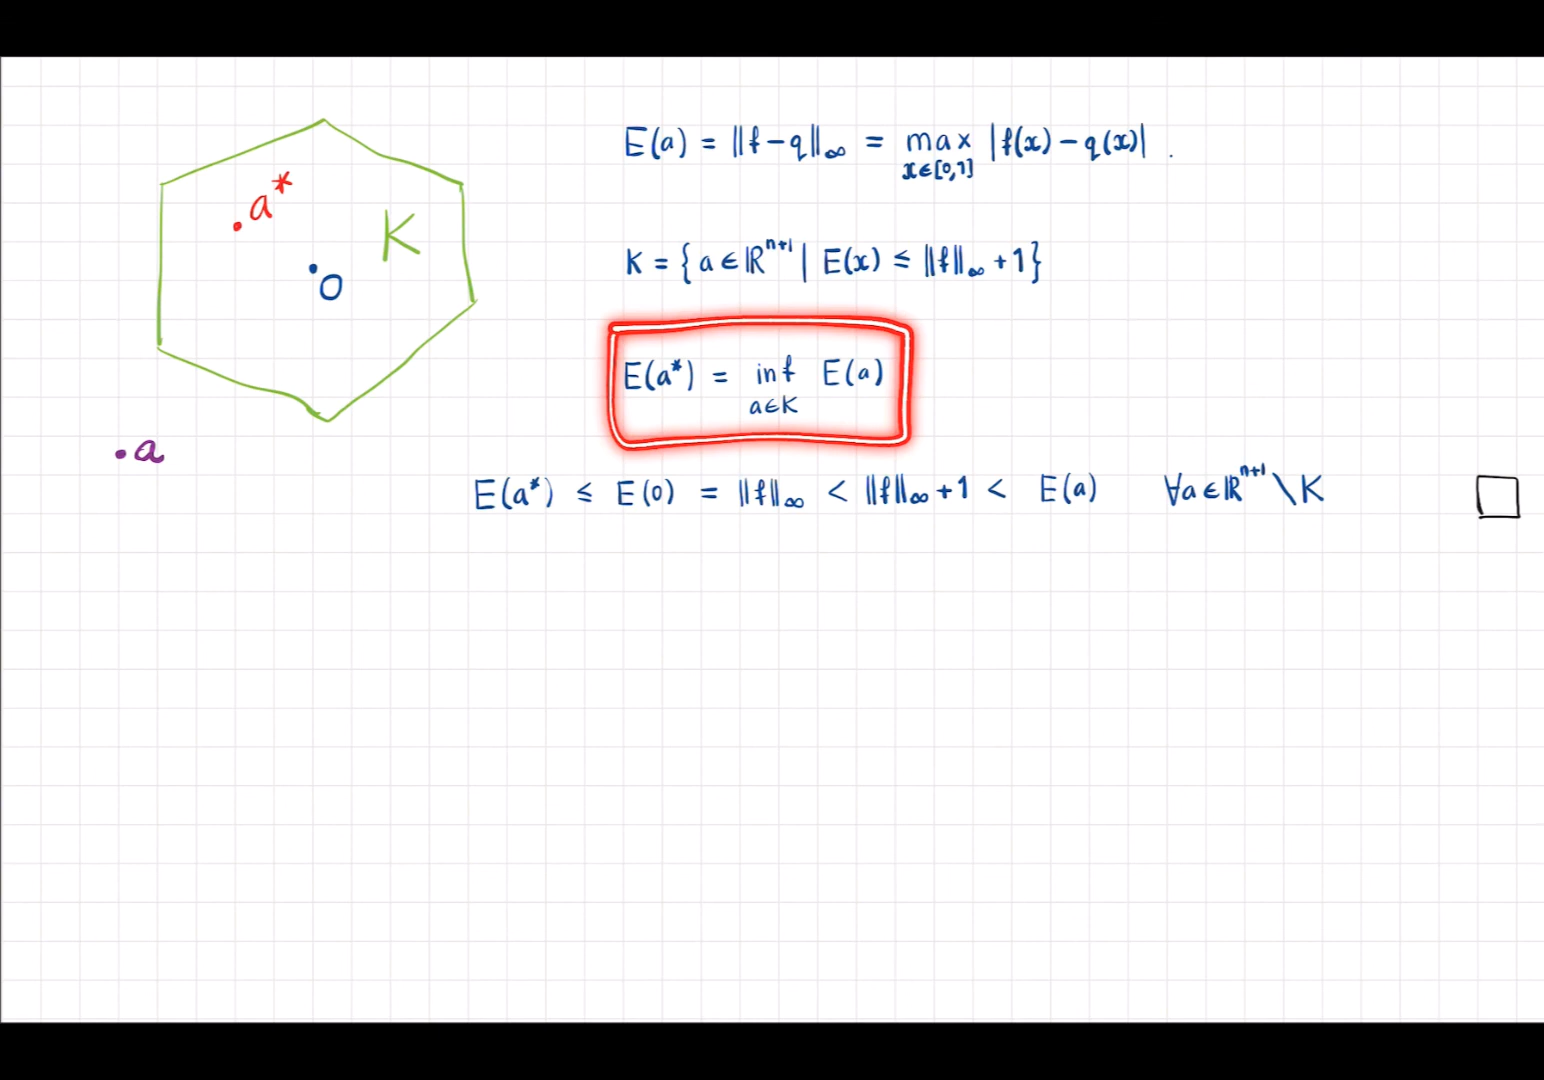 E(a) = ‖f − q‖∞ = max |f(x) − q(x)| .
x∈[0,1]
a*
K
0
K = { a ∈ ℝⁿ⁺¹ | E(x) ≤ ‖f‖∞ + 1 }
E(a*) = inf E(a)
a∈K
a
E(a*) ≤ E(0) = ‖f‖∞ < ‖f‖∞ + 1 < E(a) ∀a ∈ ℝⁿ⁺¹ \ K □